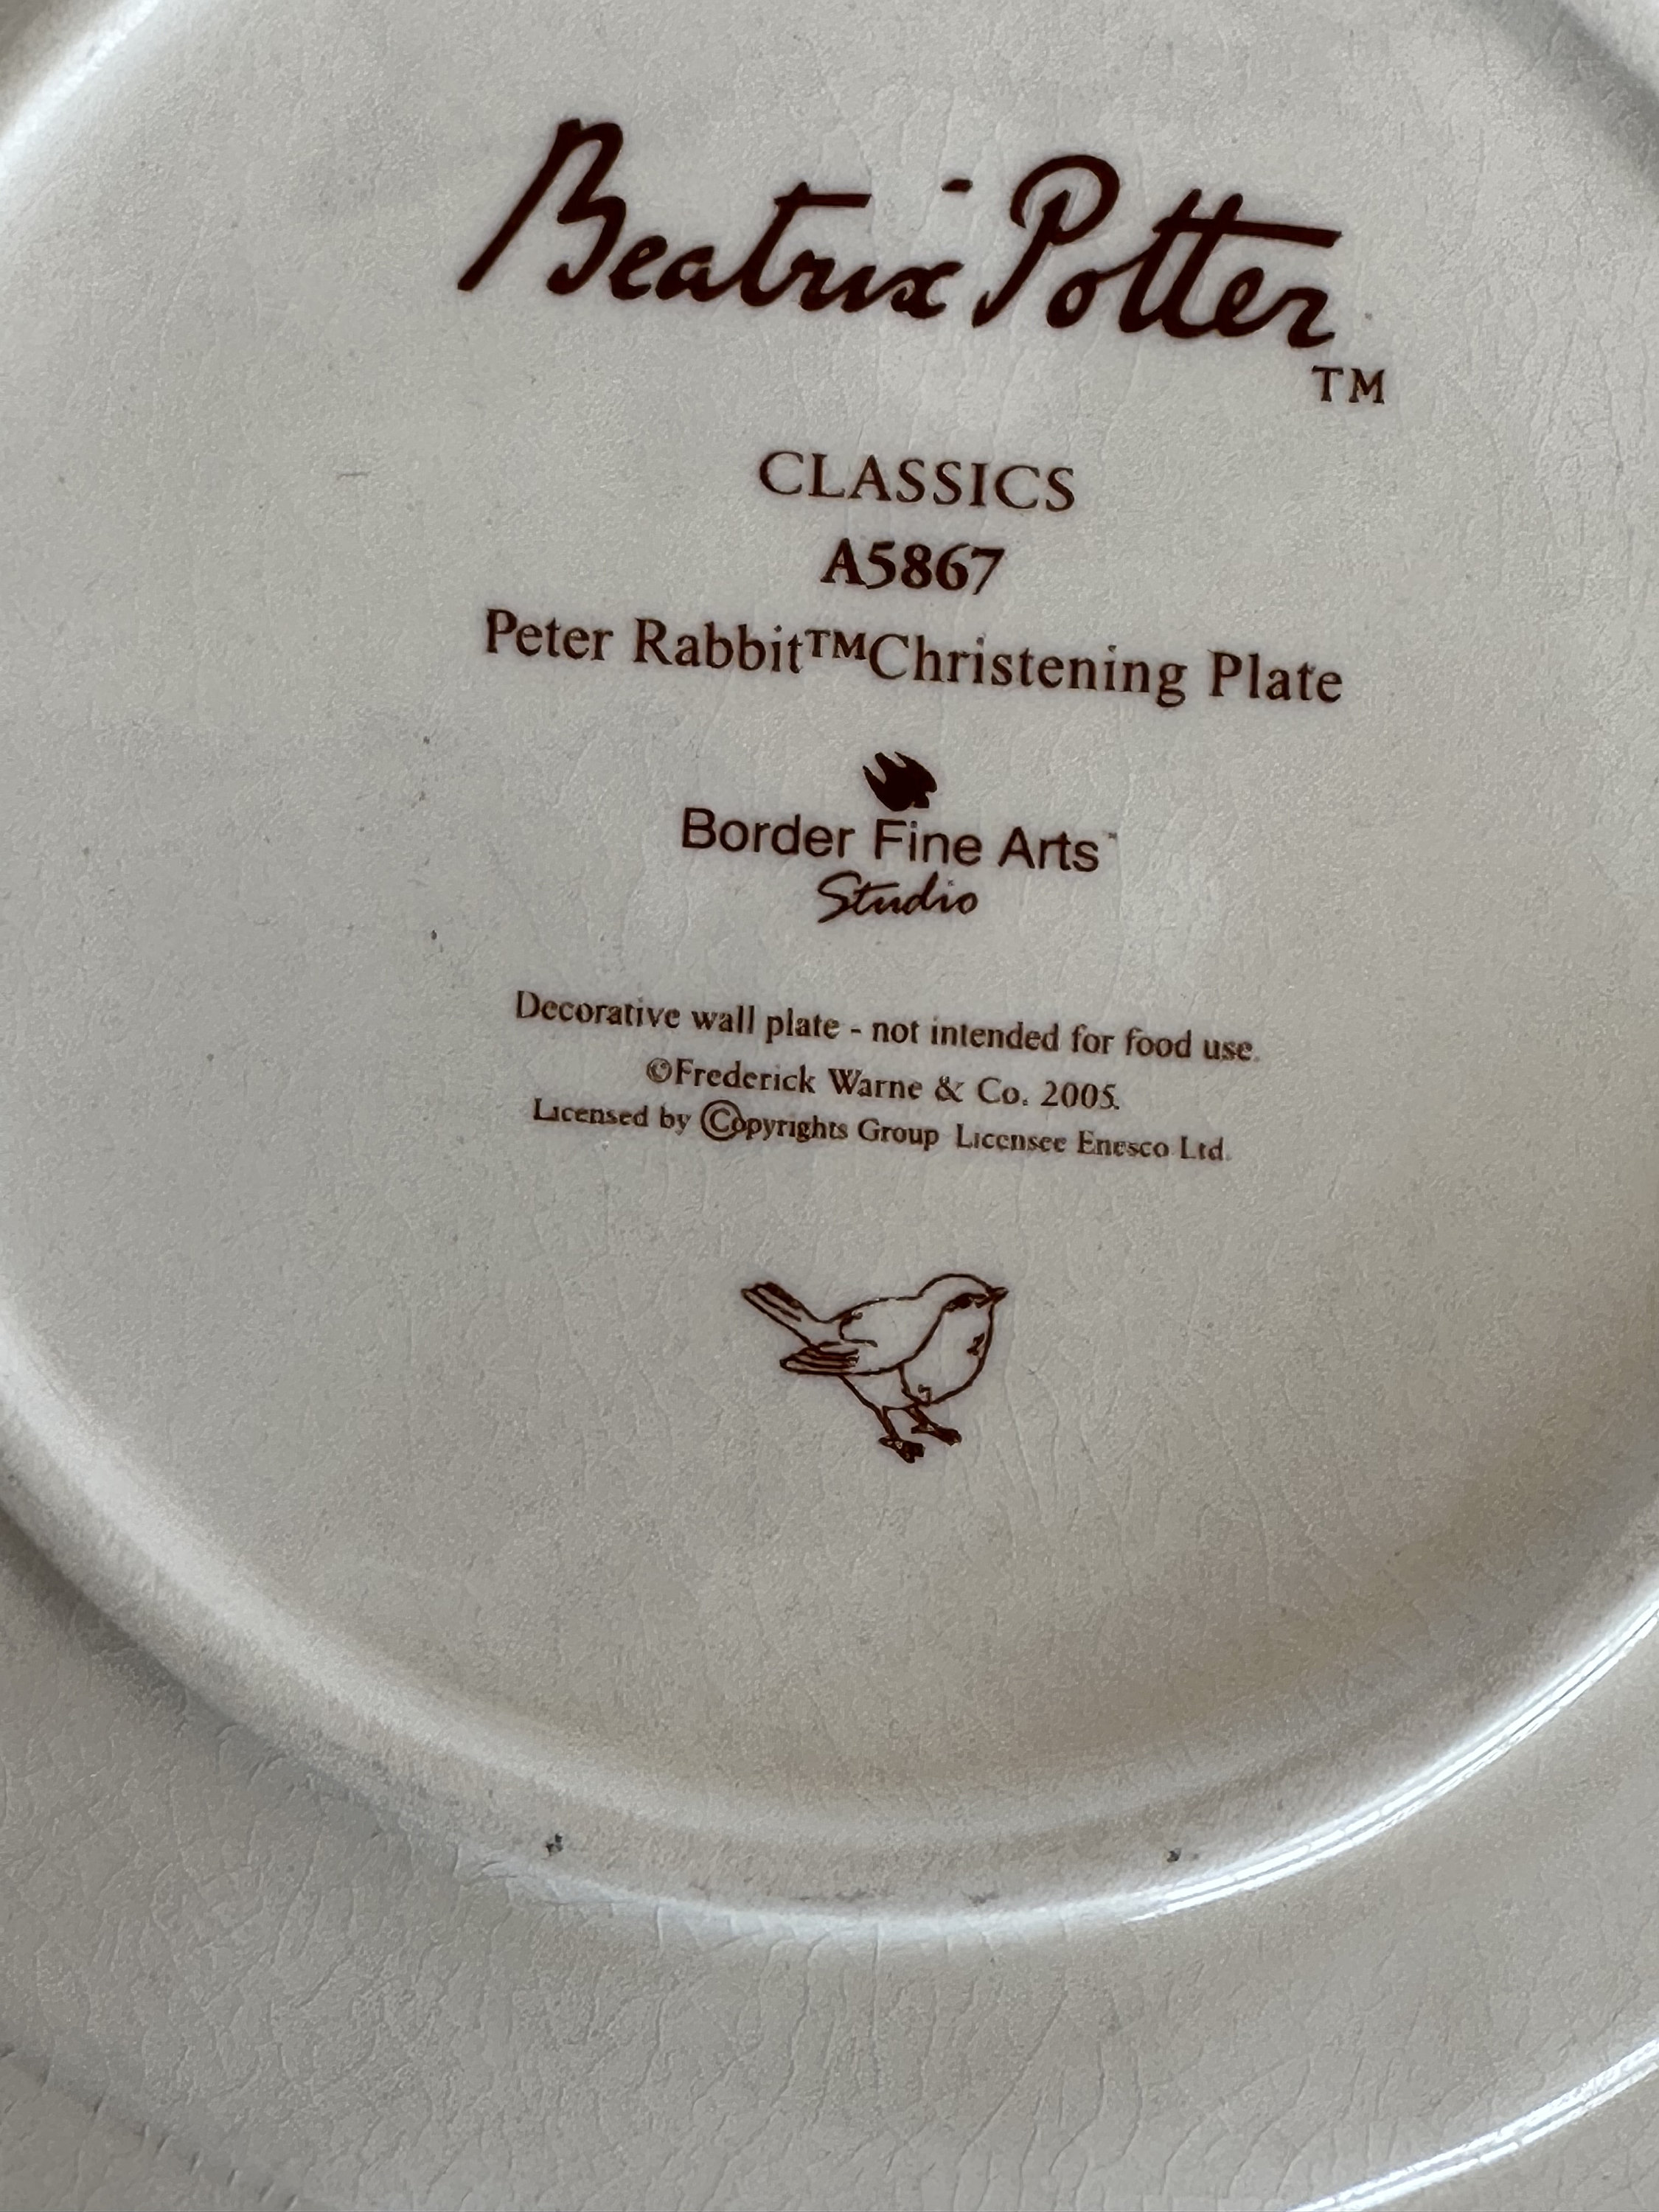 Beatrix Potter
TM
CLASSICS
A5867
Peter Rabbit™Christening Plate
Border Fine Arts™
Studio
Decorative wall plate - not intended for food use.
©Frederick Warne & Co. 2005.
Licensed by ©opyrights Group Licensee Enesco Ltd.